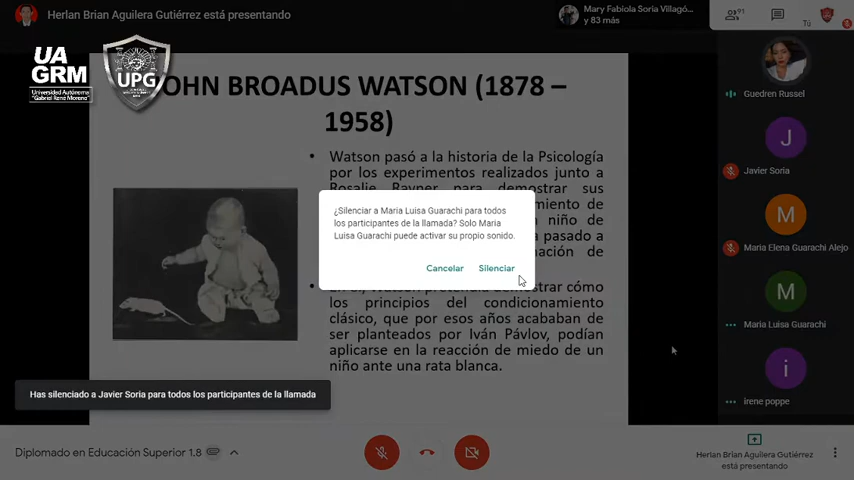 Herlan Brian Aguilera Gutiérrez está presentando
Mary Fabiola Soria Villagó...
y 83 más
91
Tú
UA
GRM
Universidad Autónoma
"Gabriel René Moreno"
UPG
OHN BROADUS WATSON (1878 –
1958)
• Watson pasó a la historia de la Psicología
por los experimentos realizados junto a
Rosalie Rayner para demostrar sus
miento de
n niño de
a pasado a
mación de
¿Silenciar a Maria Luisa Guarachi para todos
los participantes de la llamada? Solo Maria
Luisa Guarachi puede activar su propio sonido.
Cancelar Silenciar
pretendía demostrar cómo
los principios del condicionamiento
clásico, que por esos años acababan de
ser planteados por Iván Pávlov, podían
aplicarse en la reacción de miedo de un
niño ante una rata blanca.
Guedren Russel
J
Javier Soria
M
Maria Elena Guarachi Alejo
M
Maria Luisa Guarachi
i
irene poppe
Has silenciado a Javier Soria para todos los participantes de la llamada
Diplomado en Educación Superior 1.8
Herlan Brian Aguilera Gutiérrez
está presentando